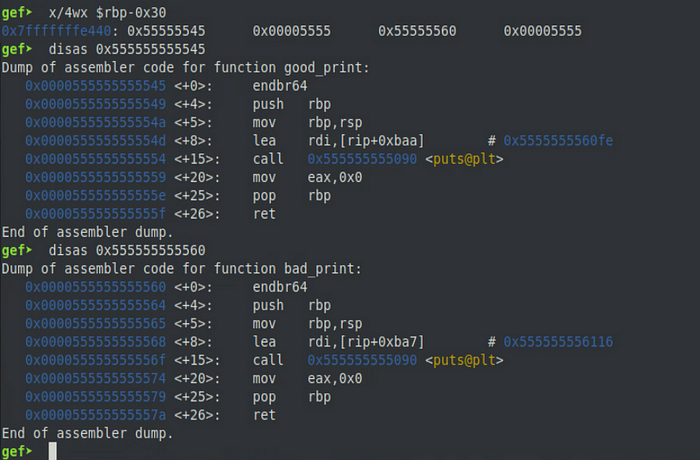 gef➤  x/4wx $rbp-0x30
0x7fffffffe440: 0x55555545      0x00005555      0x55555560      0x00005555
gef➤  disas 0x555555555545
Dump of assembler code for function good_print:
   0x0000555555555545 <+0>:     endbr64
   0x0000555555555549 <+4>:     push   rbp
   0x000055555555554a <+5>:     mov    rbp,rsp
   0x000055555555554d <+8>:     lea    rdi,[rip+0xbaa]        # 0x5555555560fe
   0x0000555555555554 <+15>:    call   0x555555555090 <puts@plt>
   0x0000555555555559 <+20>:    mov    eax,0x0
   0x000055555555555e <+25>:    pop    rbp
   0x000055555555555f <+26>:    ret
End of assembler dump.
gef➤  disas 0x555555555560
Dump of assembler code for function bad_print:
   0x0000555555555560 <+0>:     endbr64
   0x0000555555555564 <+4>:     push   rbp
   0x0000555555555565 <+5>:     mov    rbp,rsp
   0x0000555555555568 <+8>:     lea    rdi,[rip+0xba7]        # 0x555555556116
   0x000055555555556f <+15>:    call   0x555555555090 <puts@plt>
   0x0000555555555574 <+20>:    mov    eax,0x0
   0x0000555555555579 <+25>:    pop    rbp
   0x000055555555557a <+26>:    ret
End of assembler dump.
gef➤